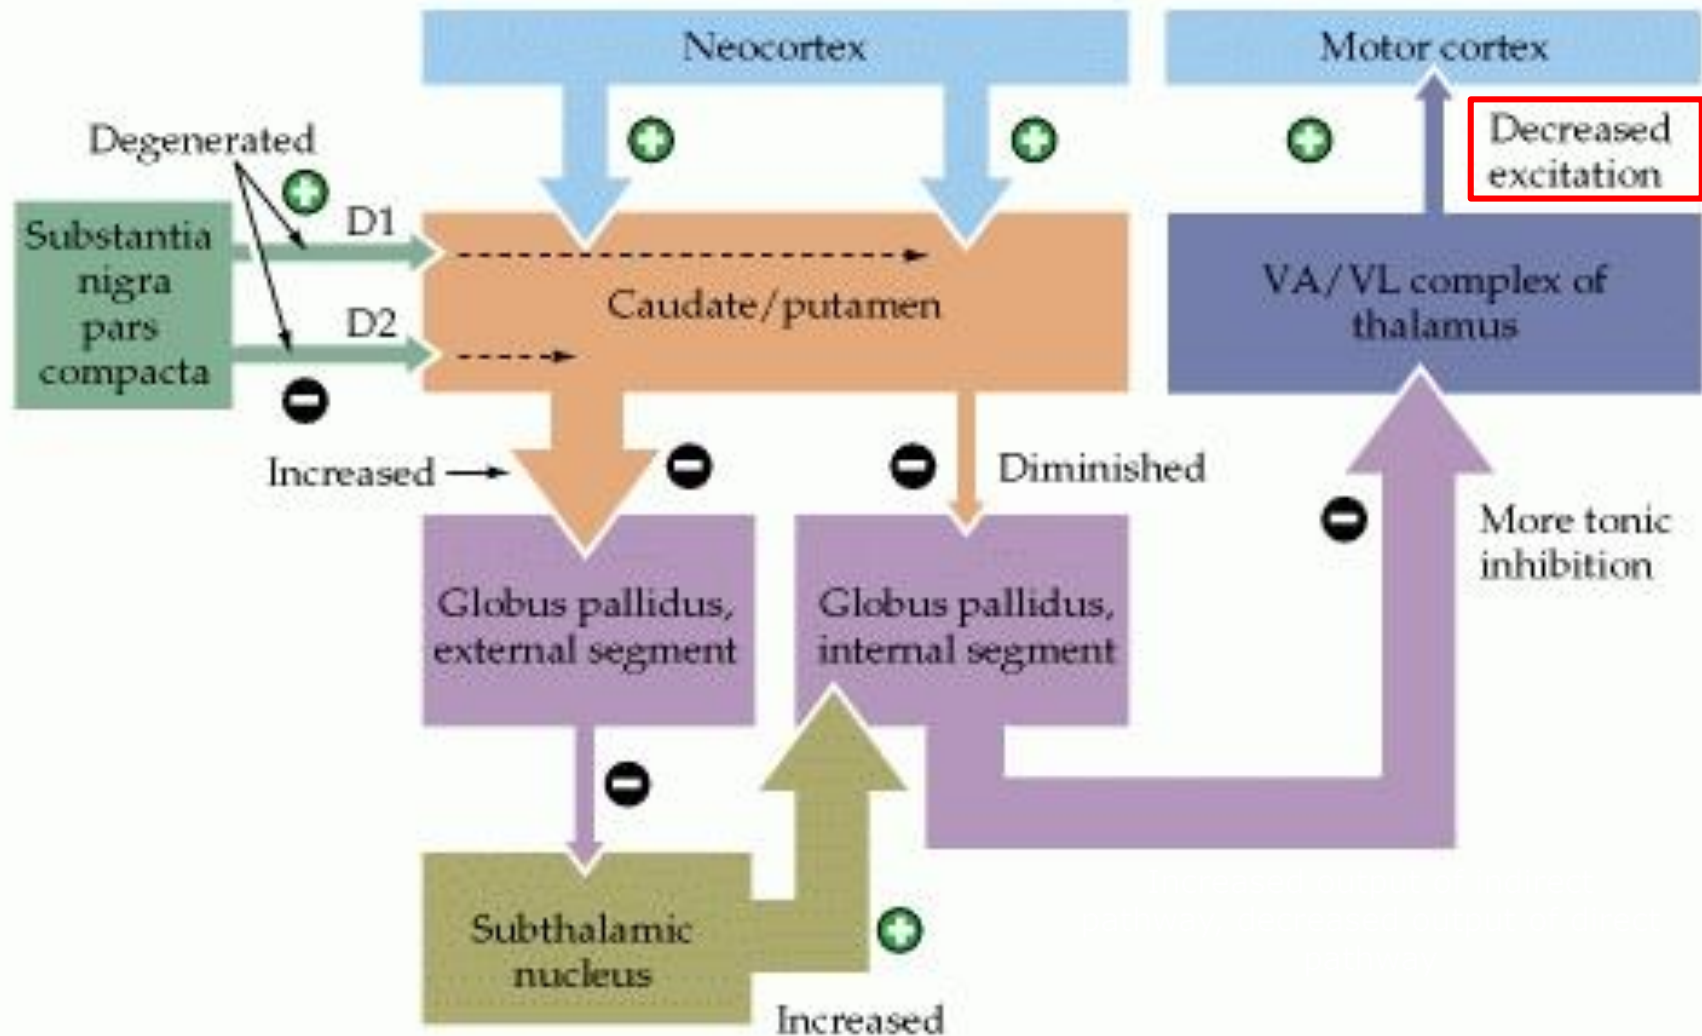 Neocortex
Motor cortex
Degenerated
Decreased
excitation
D1
Substantia
nigra
pars
compacta
D2
Caudate/putamen
VA/VL complex of
thalamus
Increased
Diminished
More tonic
inhibition
Globus pallidus,
external segment
Globus pallidus,
internal segment
Subthalamic
nucleus
Increased